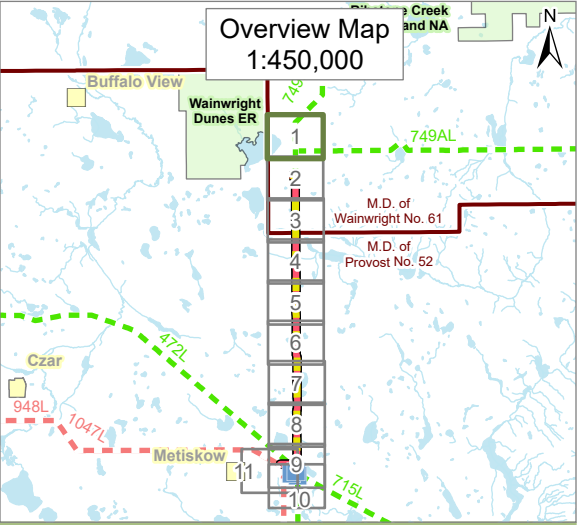 Creek
and NA
N
Overview Map
1:450,000
Buffalo View
Wainwright
Dunes ER
749
1
749AL
2
M.D. of
Wainwright No. 61
3
M.D. of
Provost No. 52
4
5
472L
6
Czar
7
948L
1047L
8
Metiskow
9
11
715L
10